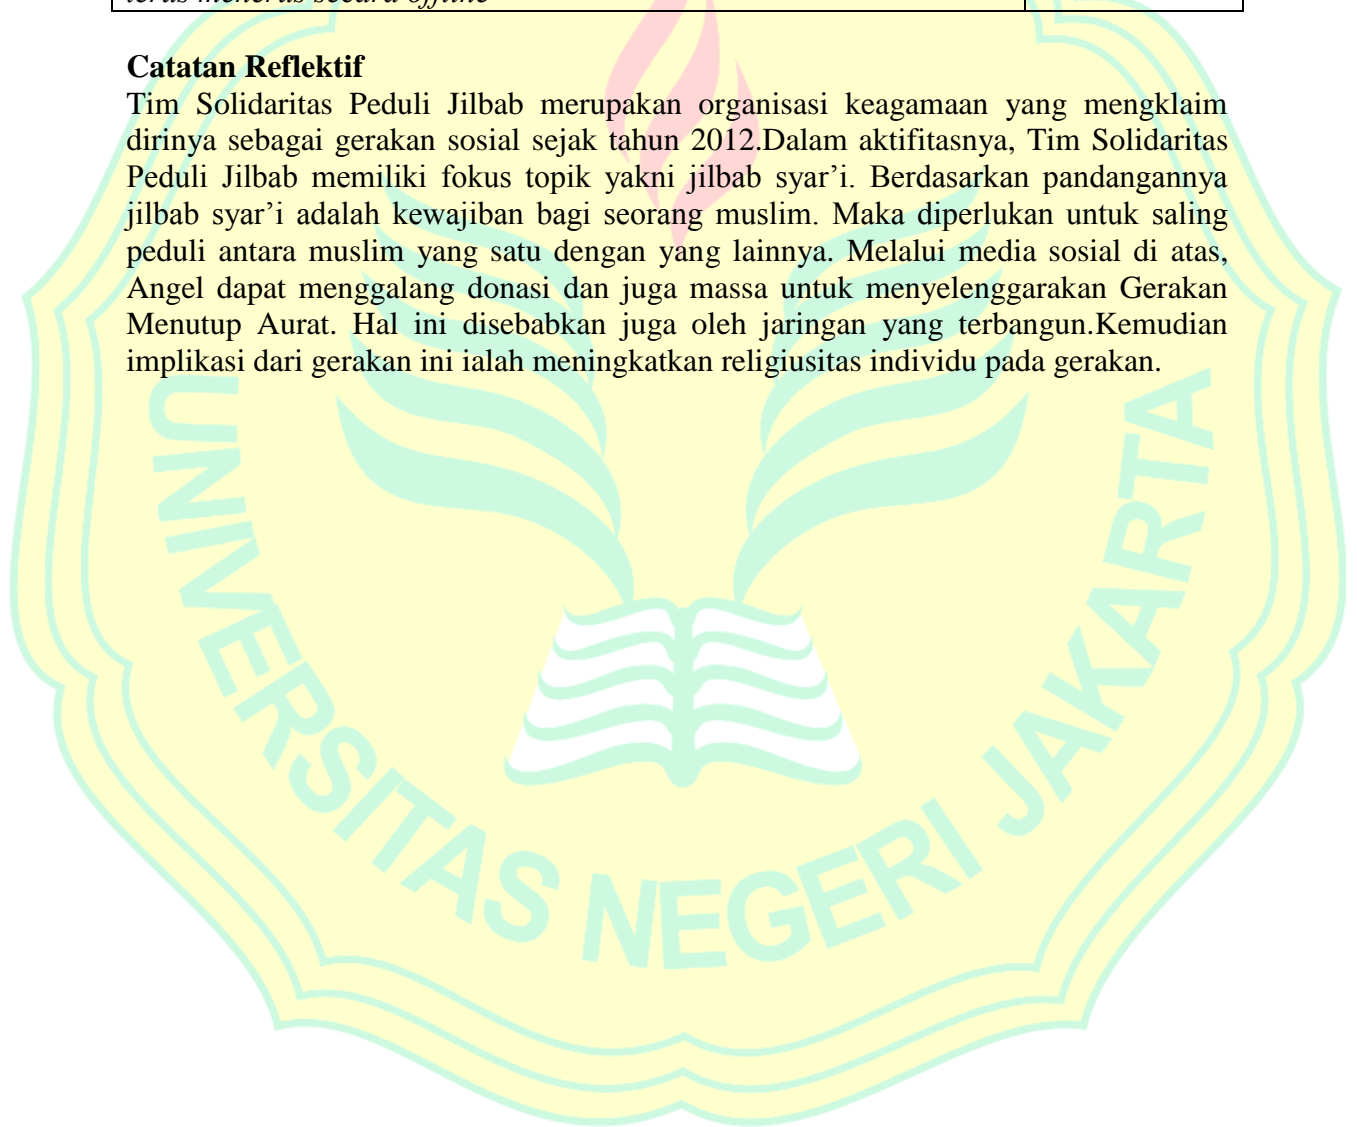 terus menerus secara offline
Catatan Reflektif
Tim Solidaritas Peduli Jilbab merupakan organisasi keagamaan yang mengklaim
dirinya sebagai gerakan sosial sejak tahun 2012.Dalam aktifitasnya, Tim Solidaritas
Peduli Jilbab memiliki fokus topik yakni jilbab syar’i. Berdasarkan pandangannya
jilbab syar’i adalah kewajiban bagi seorang muslim. Maka diperlukan untuk saling
peduli antara muslim yang satu dengan yang lainnya. Melalui media sosial di atas,
Angel dapat menggalang donasi dan juga massa untuk menyelenggarakan Gerakan
Menutup Aurat. Hal ini disebabkan juga oleh jaringan yang terbangun.Kemudian
implikasi dari gerakan ini ialah meningkatkan religiusitas individu pada gerakan.
UNIVERSITAS NEGERI JAKARTA